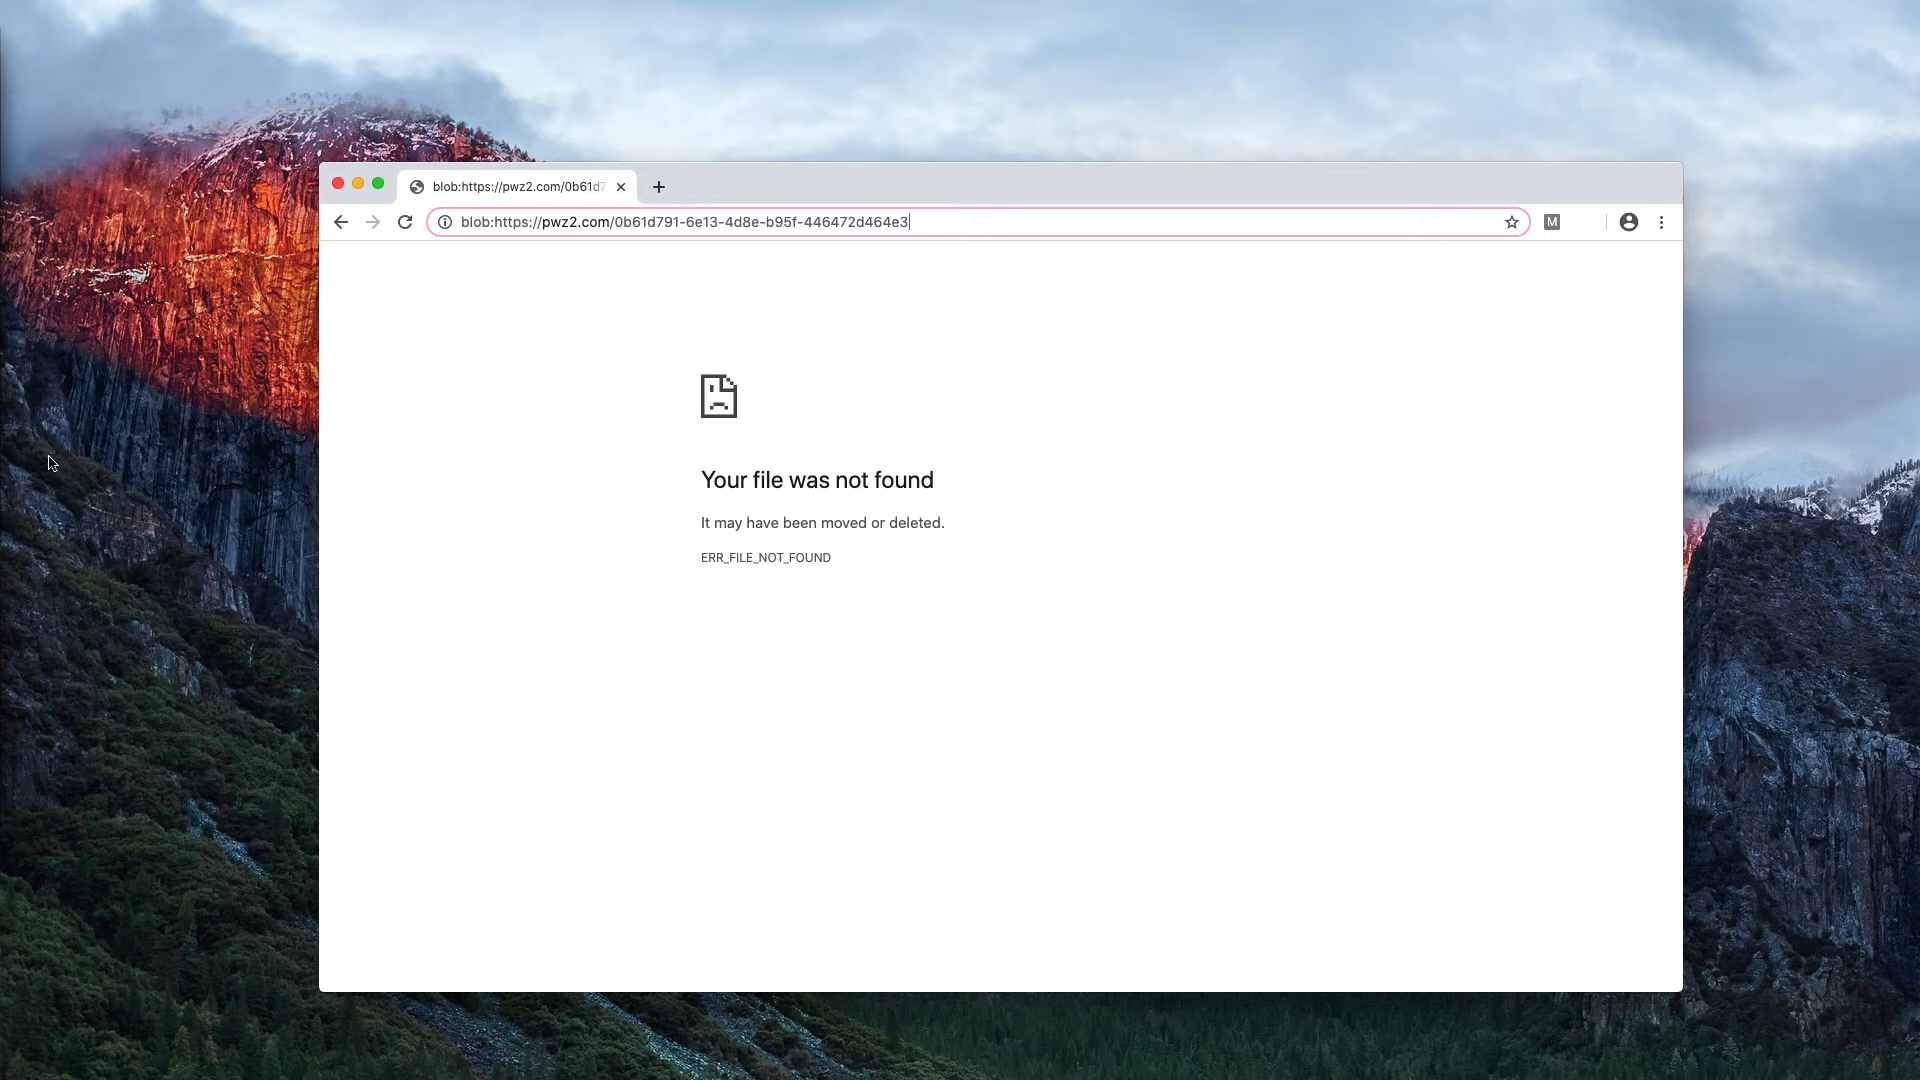 blob:https://pwz2.com/0b61d7
blob:https://pwz2.com/0b61d791-6e13-4d8e-b95f-446472d464e3
M
Your file was not found
It may have been moved or deleted.
ERR_FILE_NOT_FOUND